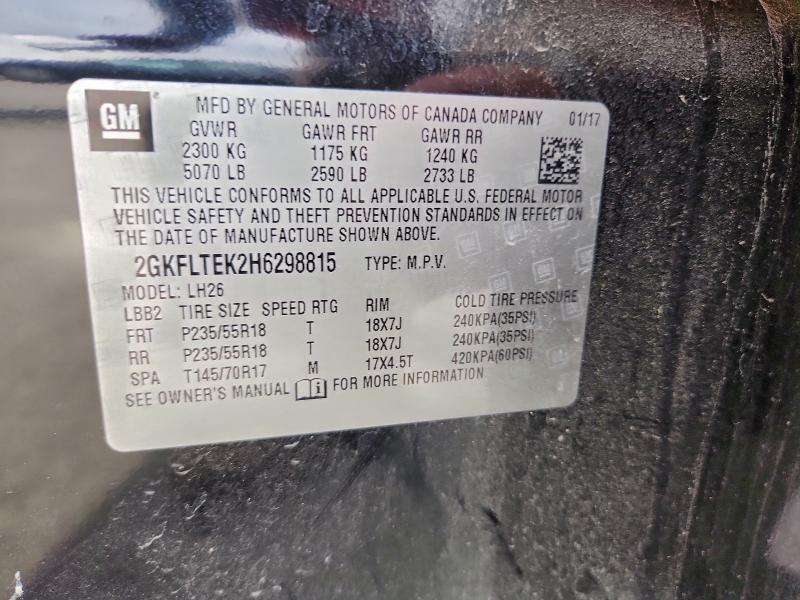 GM
MFD BY GENERAL MOTORS OF CANADA COMPANY 01/17
GVWR GAWR FRT GAWR RR
2300 KG 1175 KG 1240 KG
5070 LB 2590 LB 2733 LB
THIS VEHICLE CONFORMS TO ALL APPLICABLE U.S. FEDERAL MOTOR
VEHICLE SAFETY AND THEFT PREVENTION STANDARDS IN EFFECT ON
THE DATE OF MANUFACTURE SHOWN ABOVE.
2GKFLTEK2H6298815 TYPE: M.P.V.
MODEL: LH26
LBB2 TIRE SIZE SPEED RTG RIM COLD TIRE PRESSURE
FRT P235/55R18 T 18X7J 240KPA(35PSI)
RR P235/55R18 T 18X7J 240KPA(35PSI)
SPA T145/70R17 M 17X4.5T 420KPA(60PSI)
SEE OWNER'S MANUAL FOR MORE INFORMATION.